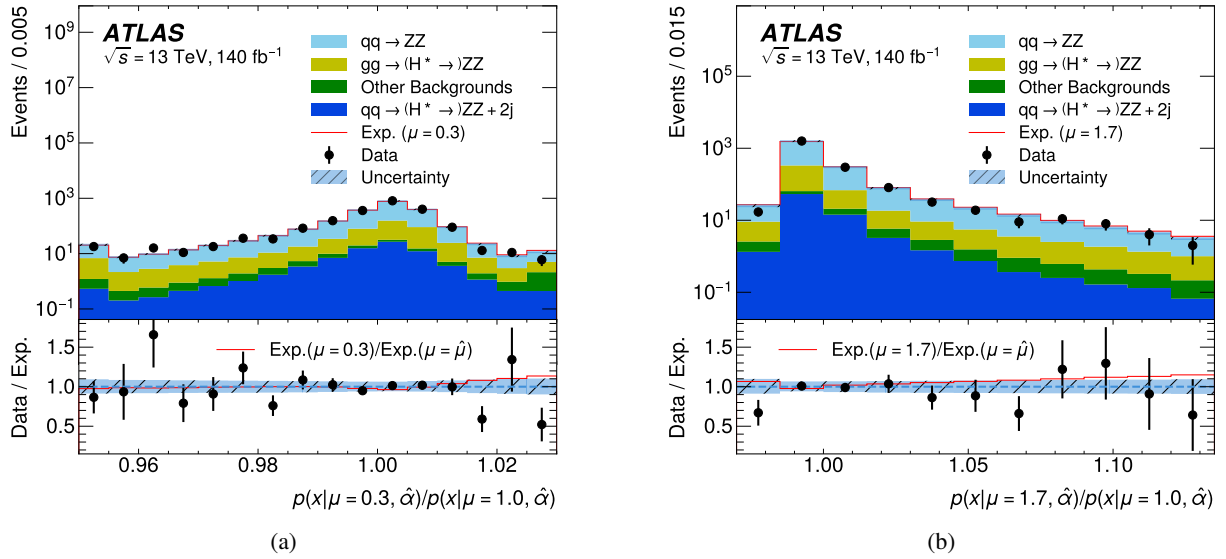 ATLAS
√s = 13 TeV, 140 fb⁻¹
qq → ZZ
gg → (H* →)ZZ
Other Backgrounds
qq → (H* →)ZZ + 2j
Exp. (μ = 0.3)
Data
Uncertainty
Events / 0.005
10⁹
10⁷
10⁵
10³
10¹
10⁻¹
Exp.(μ = 0.3)/Exp.(μ = μ̂)
Data / Exp.
1.5
1.0
0.5
0.96 0.98 1.00 1.02
p(x|μ = 0.3, α̂)/p(x|μ = 1.0, α̂)
(a)
ATLAS
√s = 13 TeV, 140 fb⁻¹
qq → ZZ
gg → (H* →)ZZ
Other Backgrounds
qq → (H* →)ZZ + 2j
Exp. (μ = 1.7)
Data
Uncertainty
Events / 0.015
10⁵
10³
10¹
10⁻¹
Exp.(μ = 1.7)/Exp.(μ = μ̂)
Data / Exp.
1.5
1.0
0.5
1.00 1.05 1.10
p(x|μ = 1.7, α̂)/p(x|μ = 1.0, α̂)
(b)